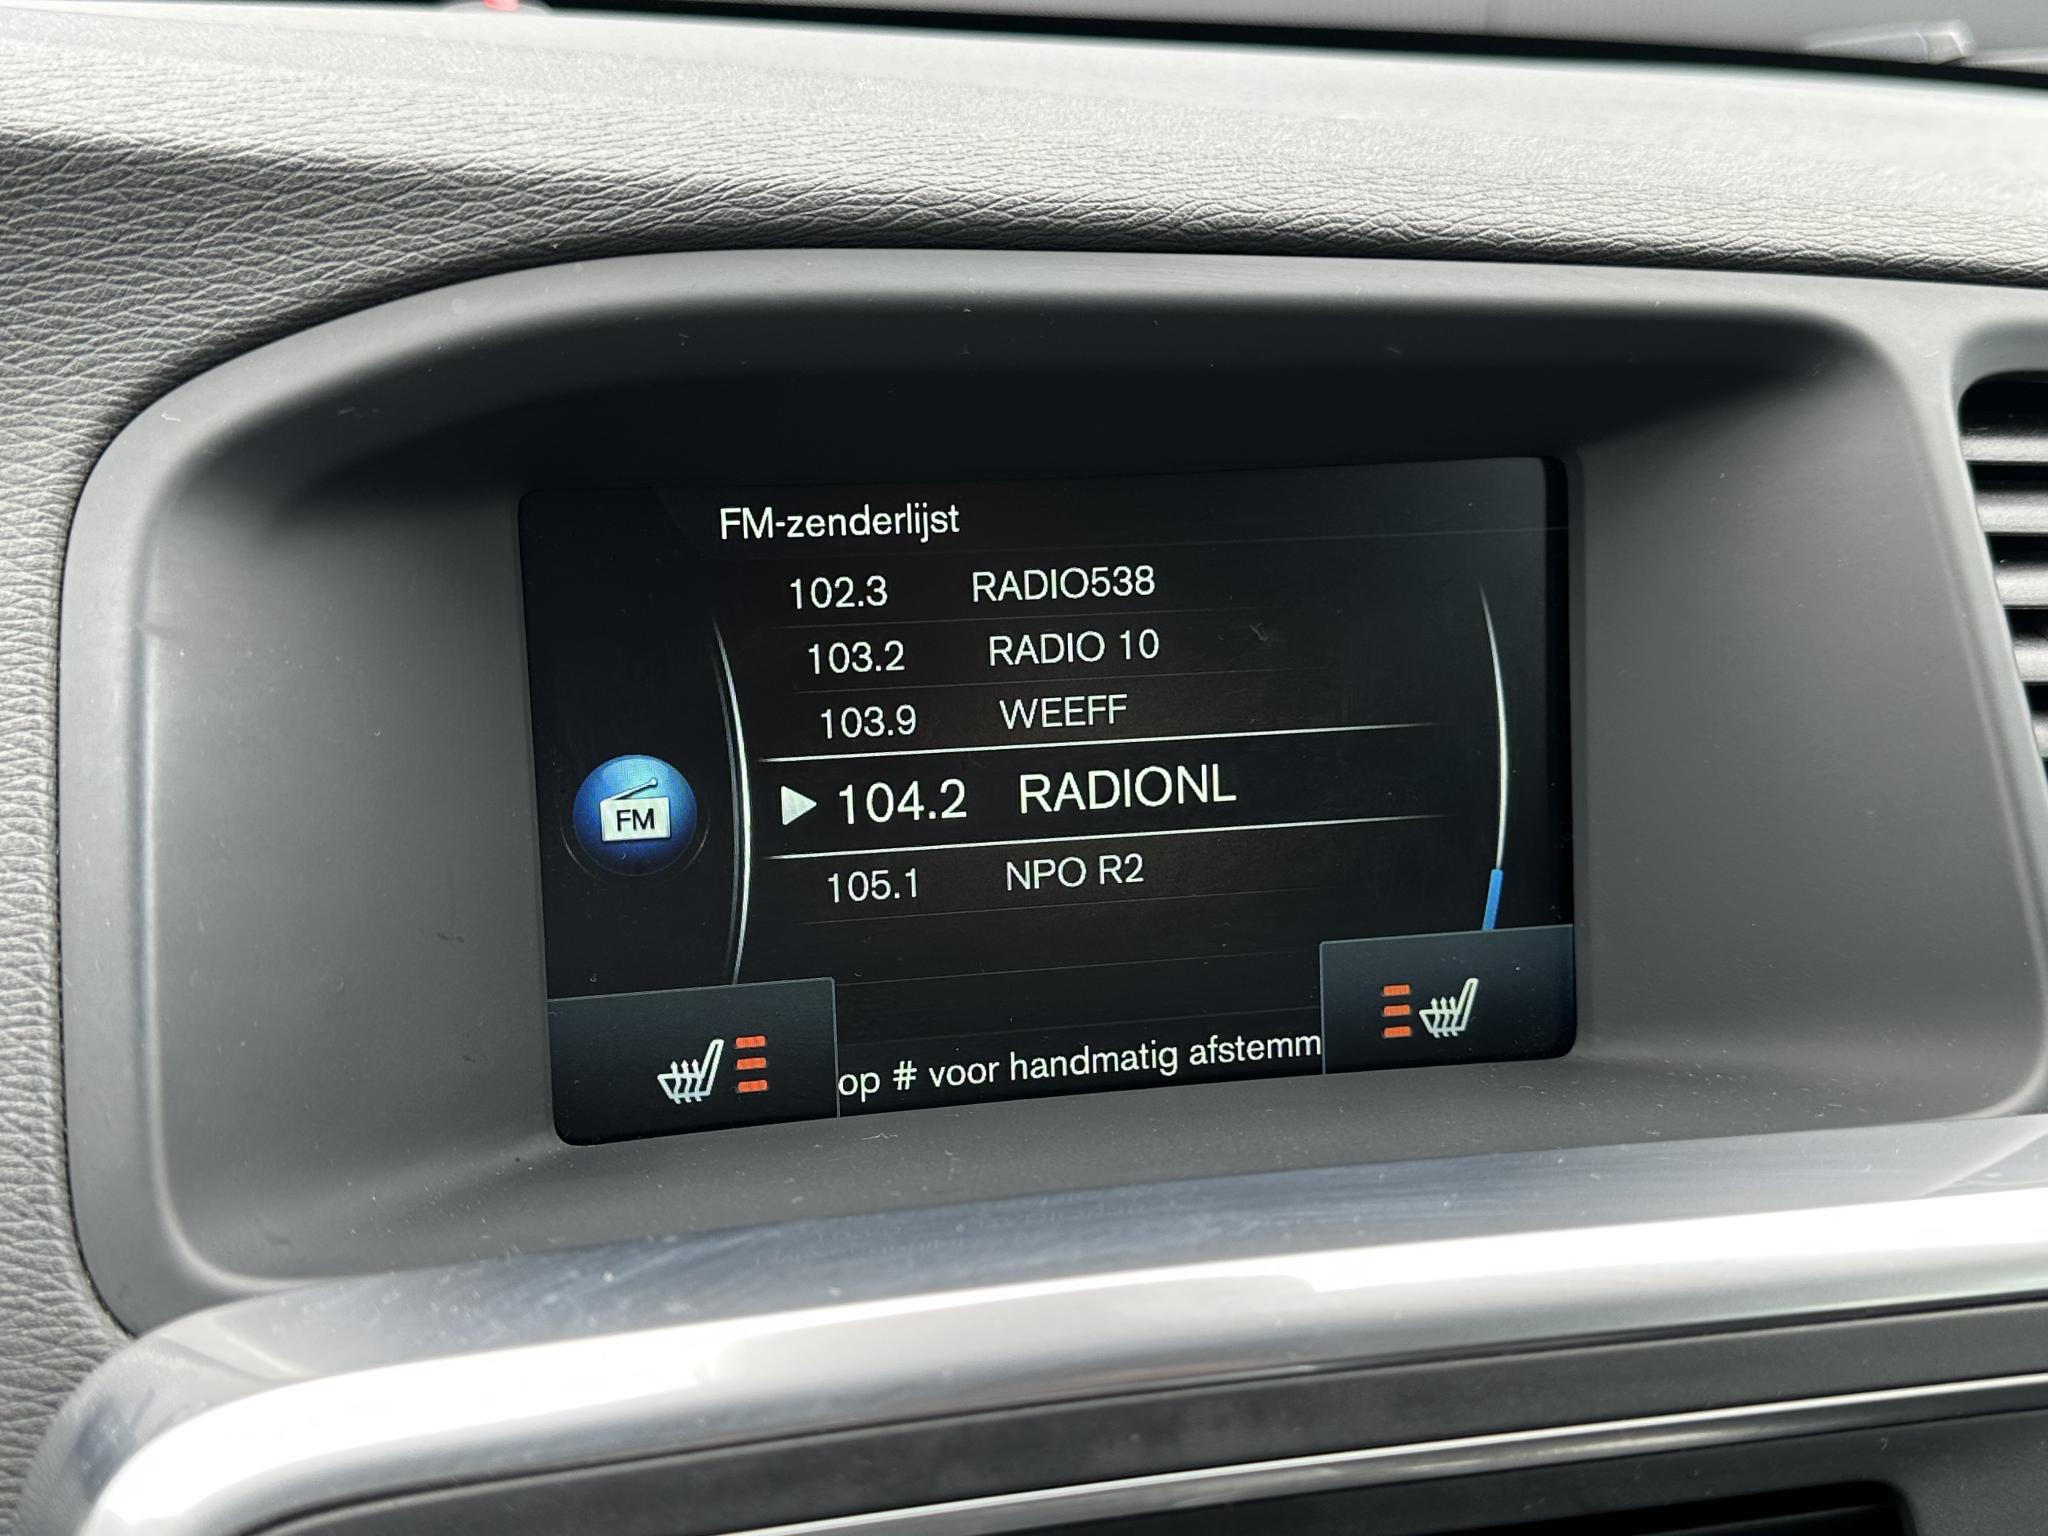 FM-zenderlijst
102.3 RADIO538
103.2 RADIO 10
103.9 WEEFF
104.2 RADIONL
FM
105.1 NPO R2
op # voor handmatig afstemm